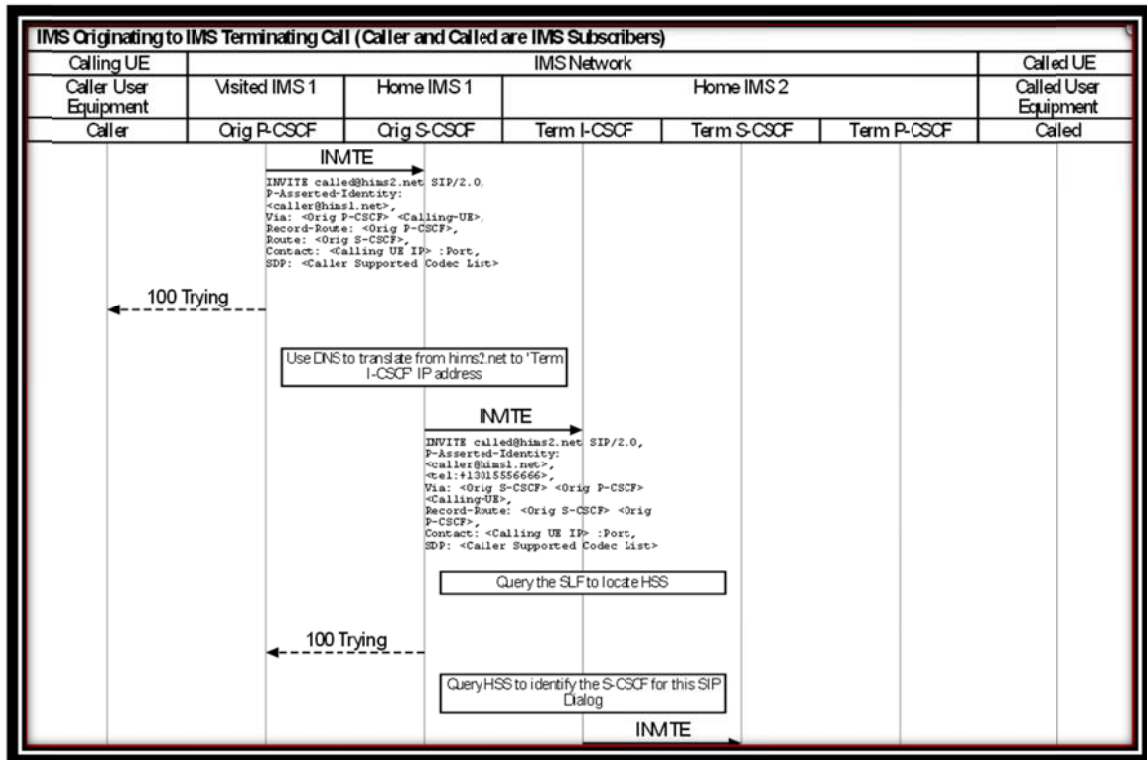 IMS Originating to IMS Terminating Call (Caller and Called are IMS Subscribers)
Calling UE IMS Network Called UE
Caller User Equipment Visited IMS 1 Home IMS 1 Home IMS 2 Called User Equipment
Caller Orig P-CSCF Orig S-CSCF Term I-CSCF Term S-CSCF Term P-CSCF Called
INVITE
INVITE called@hims2.net SIP/2.0,
P-Asserted-Identity:
<caller@hims1.net>,
Via: <Orig P-CSCF> <Calling-UE>,
Record-Route: <Orig P-CSCF>,
Route: <Orig S-CSCF>,
Contact: <Calling UE IP> :Port,
SDP: <Caller Supported Codec List>
100 Trying
Use DNS to translate from hims2.net to 'Term
I-CSCF' IP address
INVITE
INVITE called@hims2.net SIP/2.0,
P-Asserted-Identity:
<caller@hims1.net>,
<tel:+13015556666>,
Via: <Orig S-CSCF> <Orig P-CSCF>
<Calling-UE>,
Record-Route: <Orig S-CSCF> <Orig
P-CSCF>,
Contact: <Calling UE IP> :Port,
SDP: <Caller Supported Codec List>
Query the SLF to locate HSS
100 Trying
Query HSS to identify the S-CSCF for this SIP
Dialog
INVITE